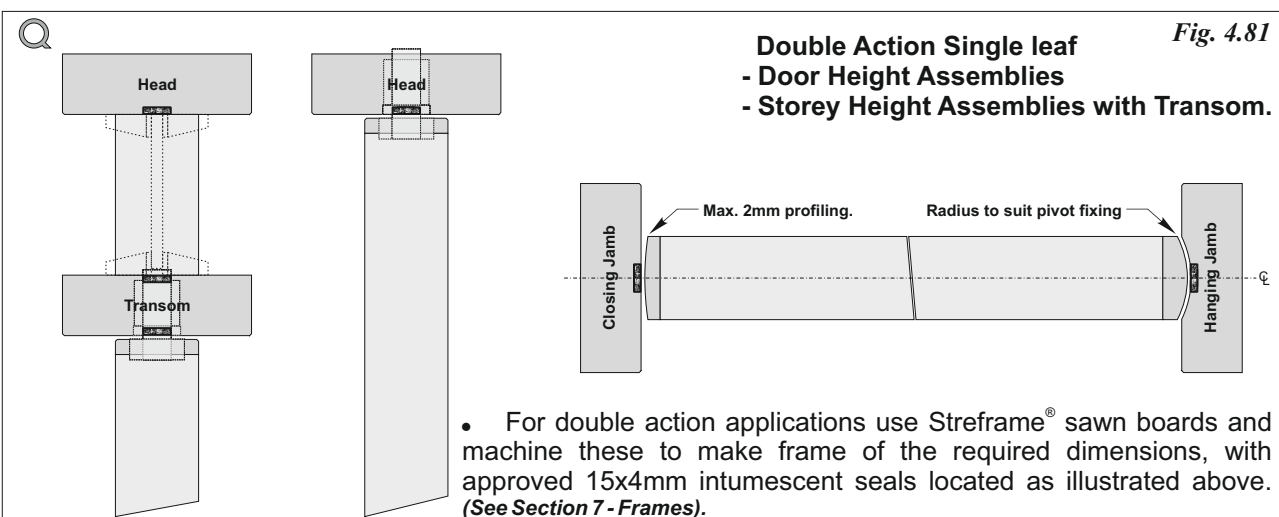 Q
Fig. 4.81
Double Action Single leaf
- Door Height Assemblies
- Storey Height Assemblies with Transom.
Head
Head
Transom
Max. 2mm profiling.
Radius to suit pivot fixing
Closing Jamb
Hanging Jamb
℄
• For double action applications use Streframe® sawn boards and
machine these to make frame of the required dimensions, with
approved 15x4mm intumescent seals located as illustrated above.
(See Section 7 - Frames).